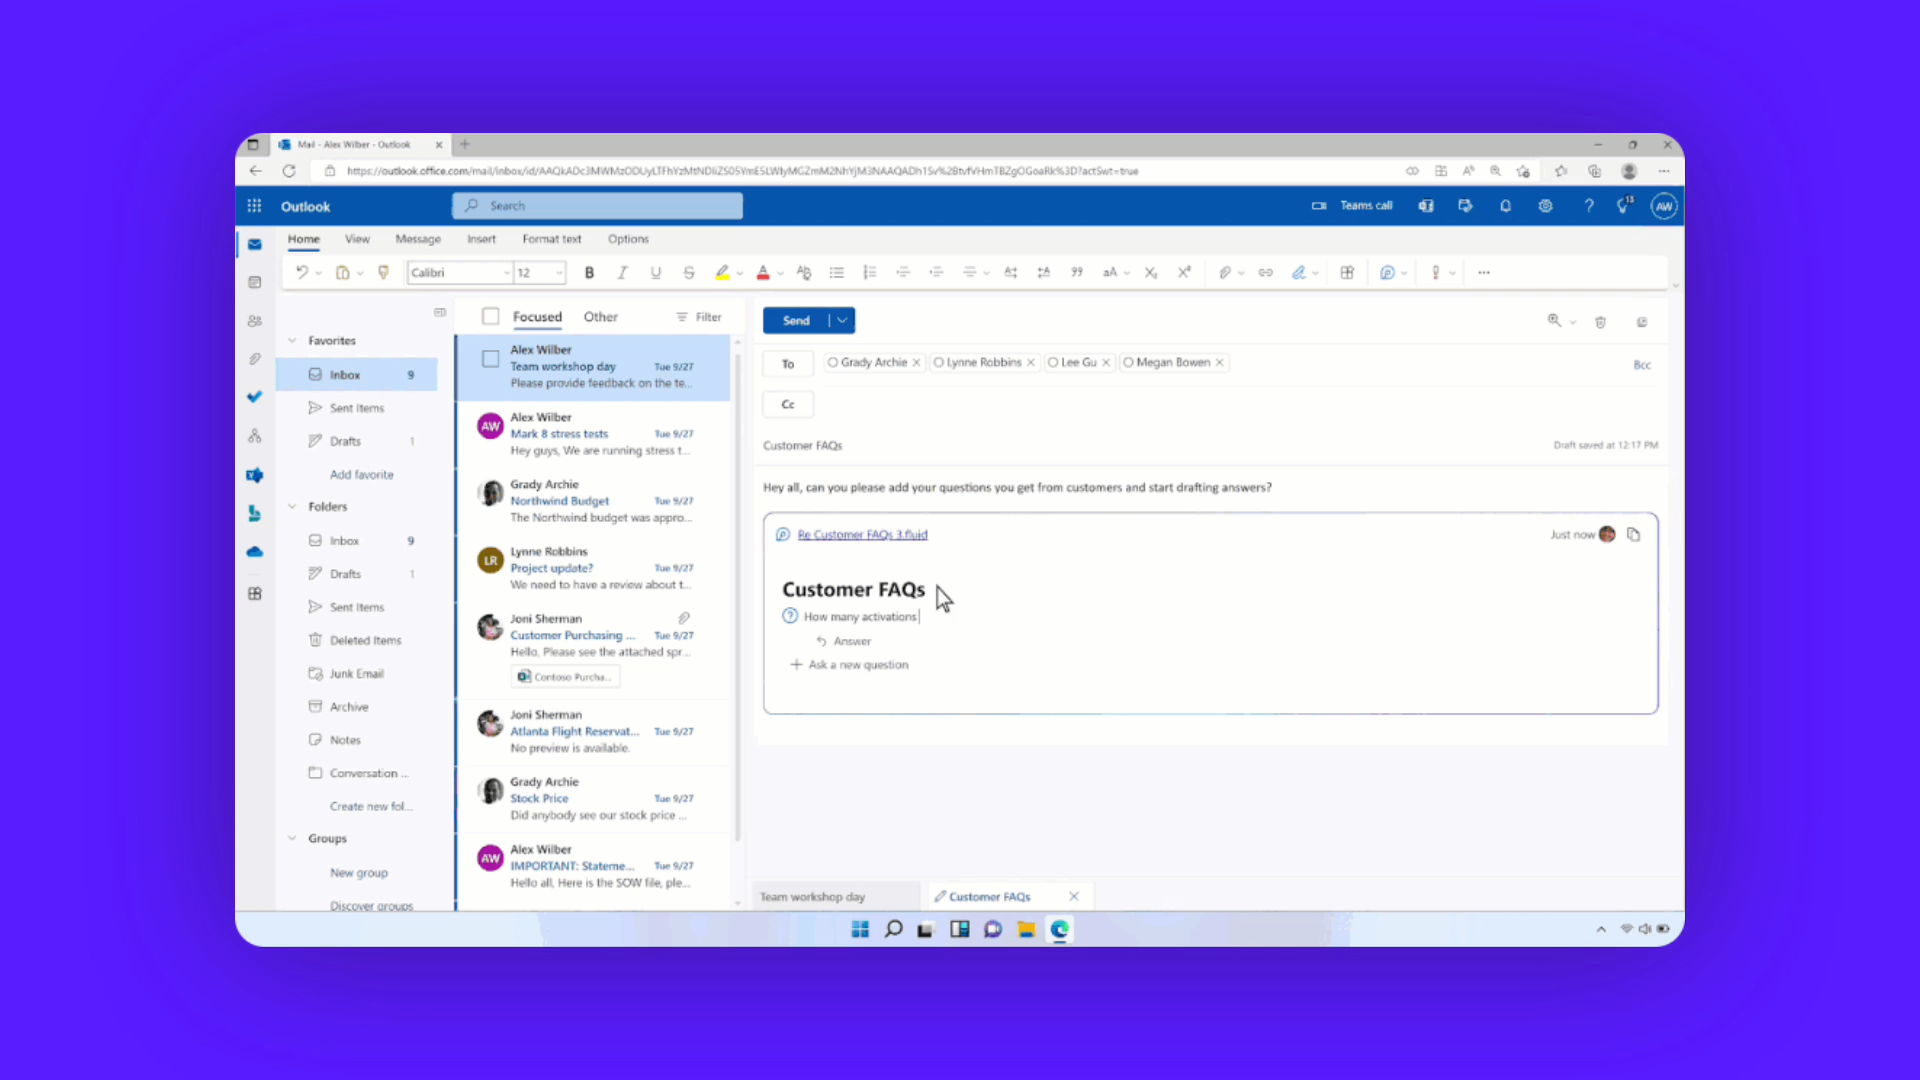 Mail - Alex Wilber - Outlook
Outlook
Search
Teams call
13
AW
Home View Message Insert Format text Options
Calibri 12
Focused Other Filter
Favorites
Inbox 9
Sent Items
Drafts 1
Add favorite
Folders
Inbox 9
Drafts 1
Sent Items
Deleted Items
Junk Email
Archive
Notes
Conversation ...
Create new fol...
Groups
New group
Discover groups
Alex Wilber
Team workshop day Tue 9/27
Please provide feedback on the te...
AW
Alex Wilber
Mark 8 stress tests Tue 9/27
Hey guys, We are running stress t...
Grady Archie
Northwind Budget Tue 9/27
The Northwind budget was appro...
LR
Lynne Robbins
Project update? Tue 9/27
We need to have a review about t...
Joni Sherman
Customer Purchasing ... Tue 9/27
Hello, Please see the attached spr...
Contoso Purcha...
Joni Sherman
Atlanta Flight Reservat... Tue 9/27
No preview is available.
Grady Archie
Stock Price Tue 9/27
Did anybody see our stock price ...
AW
Alex Wilber
IMPORTANT: Stateme... Tue 9/27
Hello all, Here is the SOW file, ple...
Send
To Grady Archie Lynne Robbins Lee Gu Megan Bowen Bcc
Cc
Customer FAQs Draft saved at 12:17 PM
Hey all, can you please add your questions you get from customers and start drafting answers?
Re Customer FAQs 3.fluid Just now
Customer FAQs
How many activations
Answer
Ask a new question
Team workshop day Customer FAQs